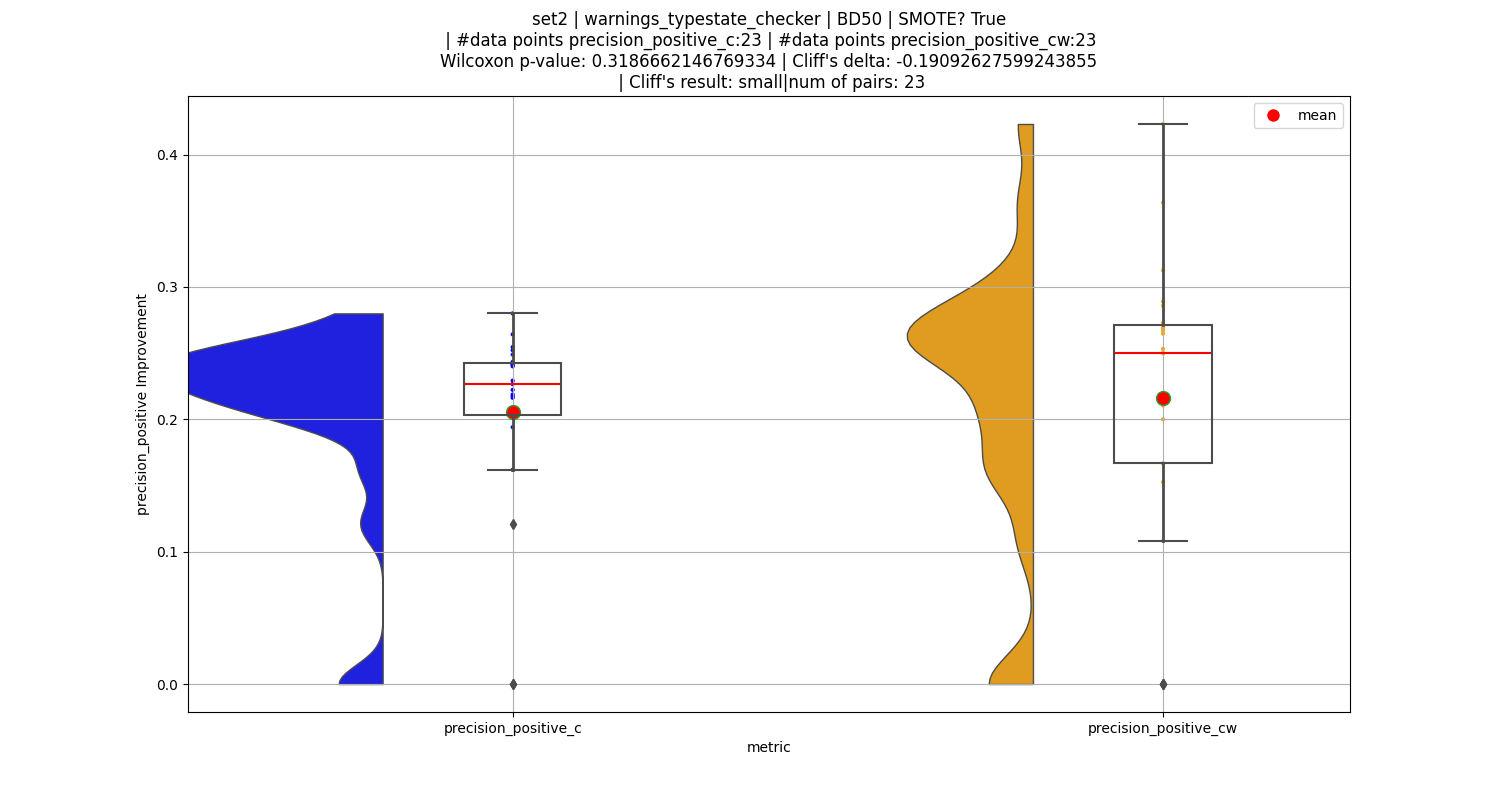 set2 | warnings_typestate_checker | BD50 | SMOTE? True
| #data points precision_positive_c:23 | #data points precision_positive_cw:23
Wilcoxon p-value: 0.3186662146769334 | Cliff's delta: -0.19092627599243855
| Cliff's result: small|num of pairs: 23
mean
0.4
0.3
0.2
0.1
0.0
precision_positive Improvement
precision_positive_c
precision_positive_cw
metric